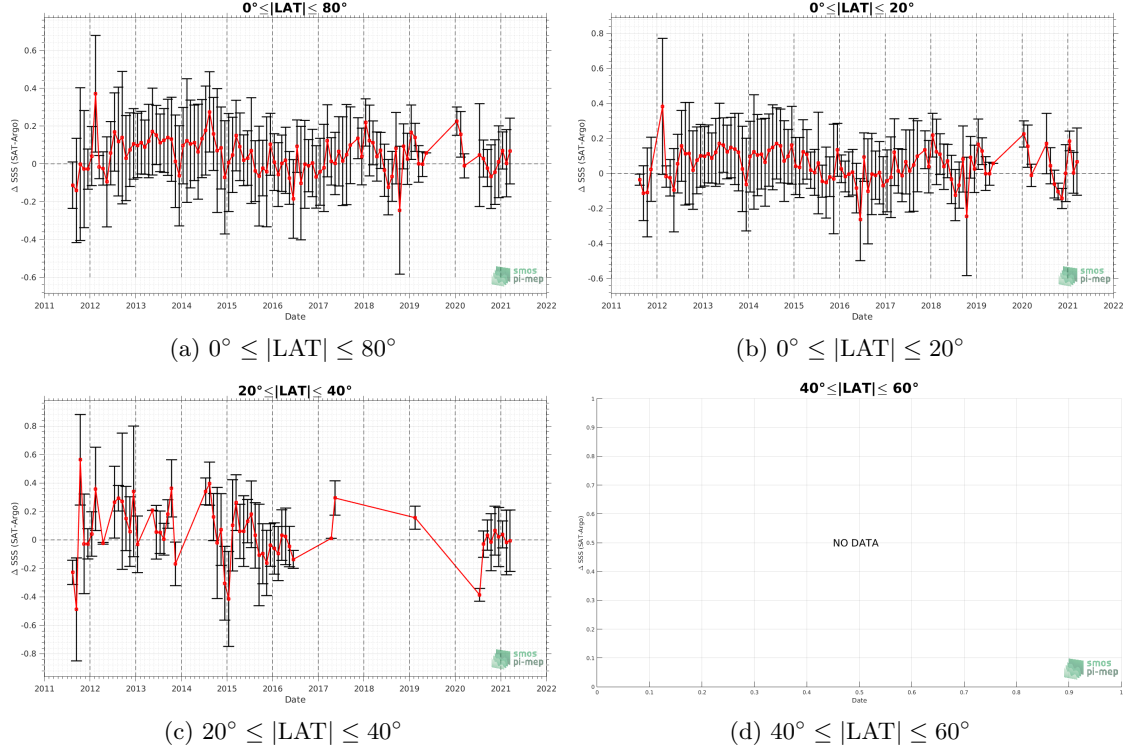 0°≤|LAT|≤ 80°
Δ SSS (SAT-Argo)
0.6
0.4
0.2
0
-0.2
-0.4
-0.6
2011 2012 2013 2014 2015 2016 2017 2018 2019 2020 2021 2022
Date
smos
pi-mep
(a) 0° ≤ |LAT| ≤ 80°
0°≤|LAT|≤ 20°
Δ SSS (SAT-Argo)
0.8
0.6
0.4
0.2
0
-0.2
-0.4
-0.6
2011 2012 2013 2014 2015 2016 2017 2018 2019 2020 2021 2022
Date
smos
pi-mep
(b) 0° ≤ |LAT| ≤ 20°
20°≤|LAT|≤ 40°
Δ SSS (SAT-Argo)
0.8
0.6
0.4
0.2
0
-0.2
-0.4
-0.6
-0.8
2011 2012 2013 2014 2015 2016 2017 2018 2019 2020 2021 2022
Date
smos
pi-mep
(c) 20° ≤ |LAT| ≤ 40°
40°≤|LAT|≤ 60°
Δ SSS (SAT-Argo)
1
0.9
0.8
0.7
0.6
0.5
0.4
0.3
0.2
0.1
0
NO DATA
0 0.1 0.2 0.3 0.4 0.5 0.6 0.7 0.8 0.9 1
Date
smos
pi-mep
(d) 40° ≤ |LAT| ≤ 60°